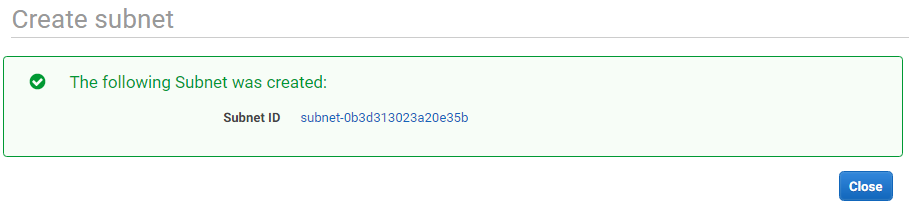 Create subnet
The following Subnet was created:
Subnet ID subnet-0b3d313023a20e35b
Close